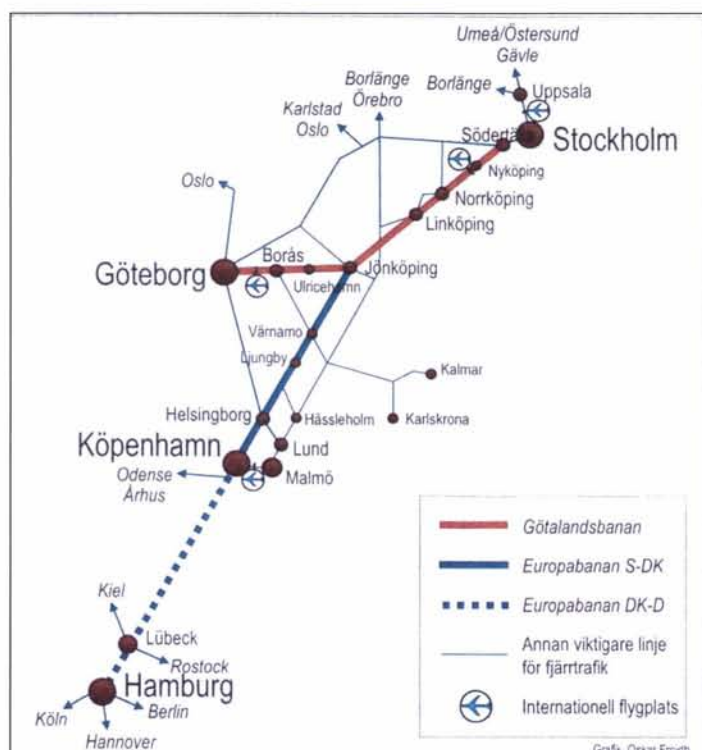 Umeå/Östersund
Gävle
Borlänge
Uppsala
Borlänge
Örebro
Karlstad
Oslo
Stockholm
Nyköping
Norrköping
Linköping
Oslo
Göteborg
Borås
Ulricehamn
Jönköping
Värnamo
Ljungby
Kalmar
Karlskrona
Helsingborg
Hässleholm
Köpenhamn
Lund
Malmö
Odense
Århus
Kiel
Lübeck
Rostock
Hamburg
Köln
Berlin
Hannover
Götalandsbanan
Europabanan S-DK
Europabanan DK-D
Annan viktigare linje
för fjärrtrafik
Internationell flygplats
Grafik